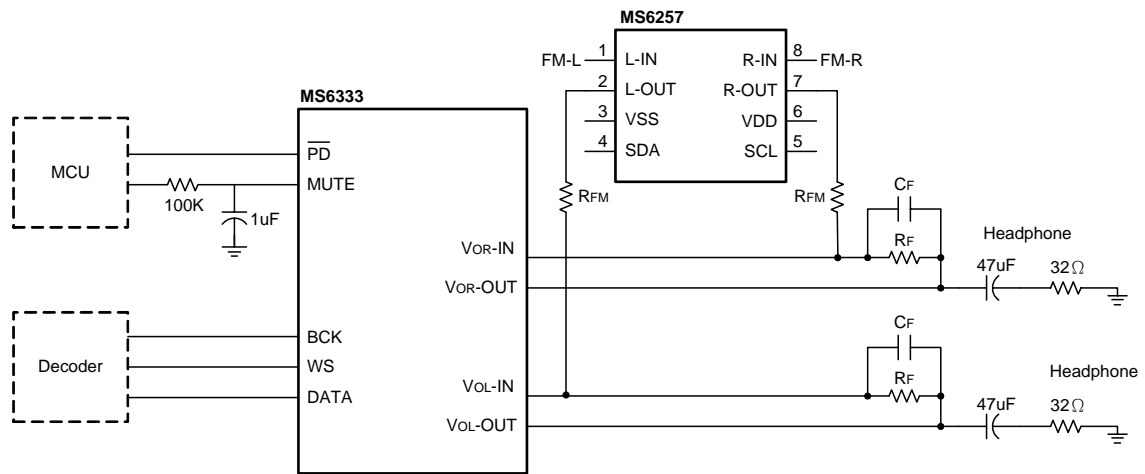 MS6257
FM-L
1
L-IN
R-IN
8
FM-R
2
L-OUT
R-OUT
7
3
VSS
VDD
6
4
SDA
SCL
5
MS6333
MCU
PD
MUTE
100K
1uF
RFM
RFM
CF
RF
Headphone
47uF
32Ω
VOR-IN
VOR-OUT
Decoder
BCK
WS
DATA
VOL-IN
VOL-OUT
CF
RF
Headphone
47uF
32Ω